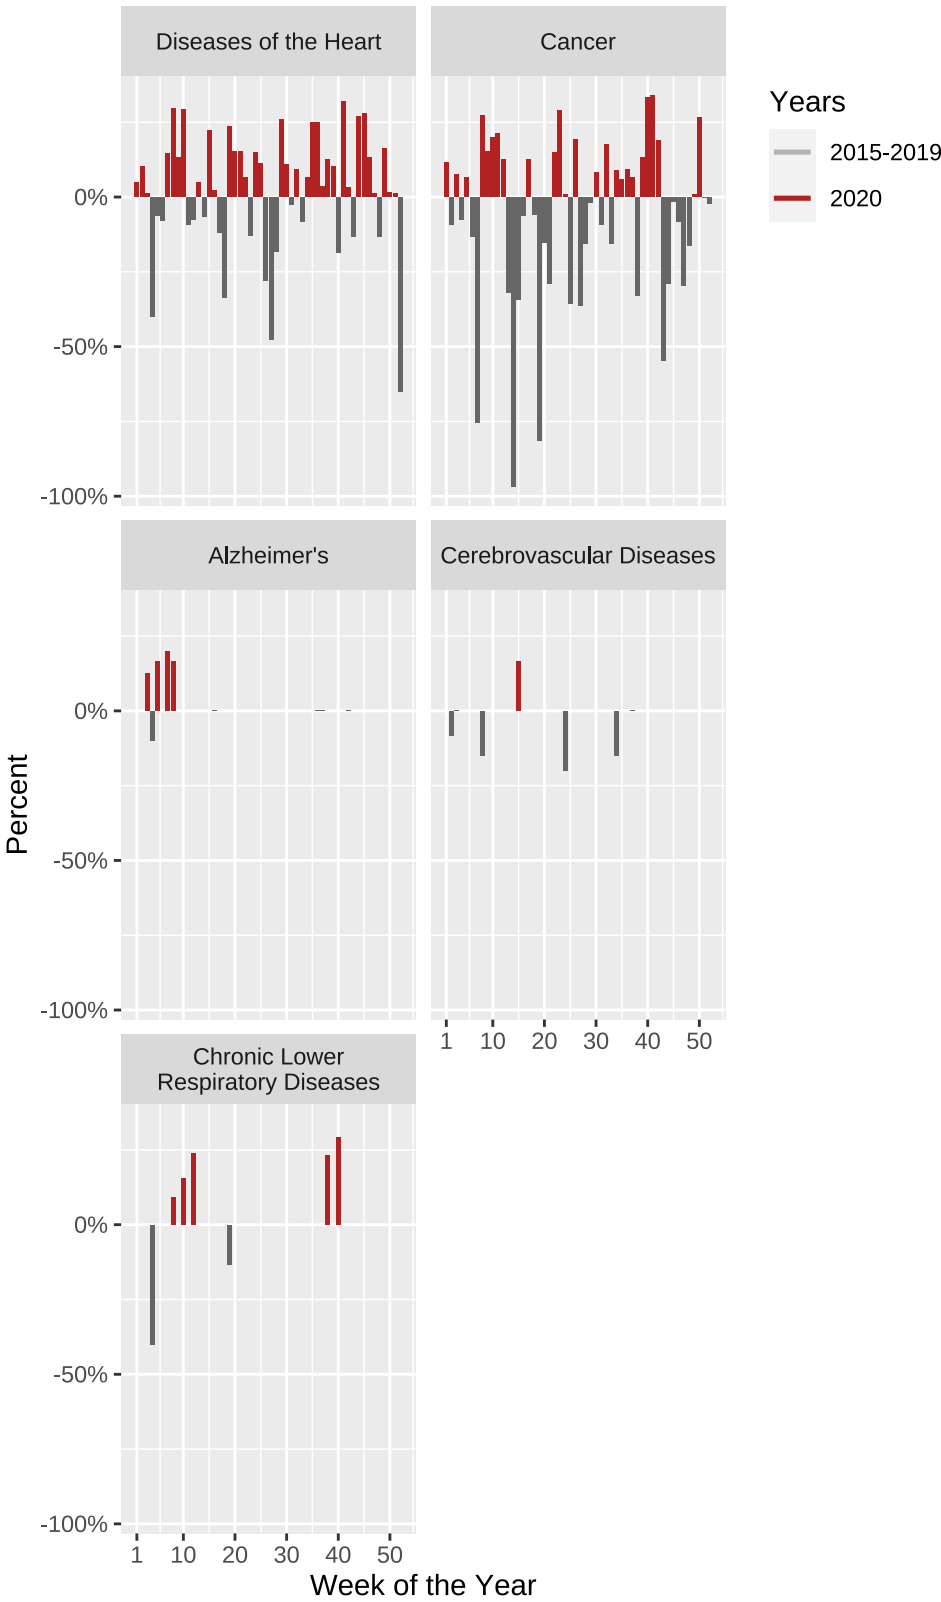 Diseases of the Heart
Cancer
Years
2015-2019
2020
0%
-50%
-100%
Alzheimer's
Cerebrovascular Diseases
0%
-50%
-100%
1 10 20 30 40 50
Chronic Lower
Respiratory Diseases
0%
-50%
-100%
1 10 20 30 40 50
Week of the Year
Percent